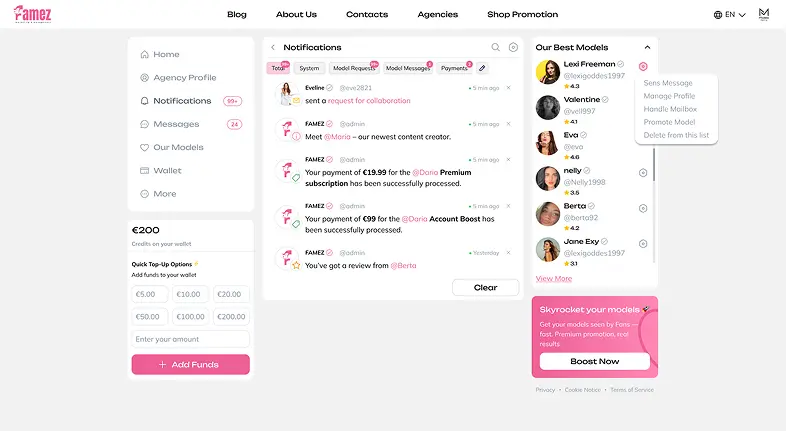 Famez
Blog
About Us
Contacts
Agencies
Shop Promotion
EN
Home
Agency Profile
Notifications
99+
Messages
24
Our Models
Wallet
More
€200
Credits on your wallet
Quick Top-Up Options
Add funds to your wallet
€5.00
€10.00
€20.00
€50.00
€100.00
€200.00
Enter your amount
+ Add Funds
Notifications
Total
System
Model Requests
Model Messages
Payments
Eveline
@eve2821
5 min ago
sent a request for collaboration
FAMEZ
@admin
5 min ago
Meet @Maria – our newest content creator.
FAMEZ
@admin
5 min ago
Your payment of €19.99 for the @Daria Premium
subscription has been successfully processed.
FAMEZ
@admin
5 min ago
Your payment of €99 for the @Daria Account Boost has
been successfully processed.
FAMEZ
@admin
Yesterday
You've got a review from @Berta
Clear
Our Best Models
Lexi Freeman
@lexigoddes1997
4.3
Valentine
@vell997
4.1
Eva
@eva
4.6
nelly
@Nelly1998
3.5
Berta
@berta92
4.2
Jane Exy
@lexigoddes1997
3.1
View More
Sens Message
Manage Profile
Handle Mailbox
Promote Model
Delete from this list
Skyrocket your models
Get your models seen by Fans —
fast. Premium promotion, real
results
Boost Now
Privacy • Cookie Notice • Terms of Service